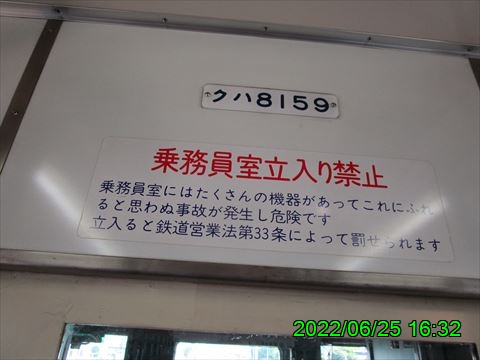 クハ8159
乗務員室立入り禁止
乗務員室にはたくさんの機器があってこれにふれ
ると思わぬ事故が発生し危険です
立入ると鉄道営業法第33条によって罰せられます
2022/06/25 16:32